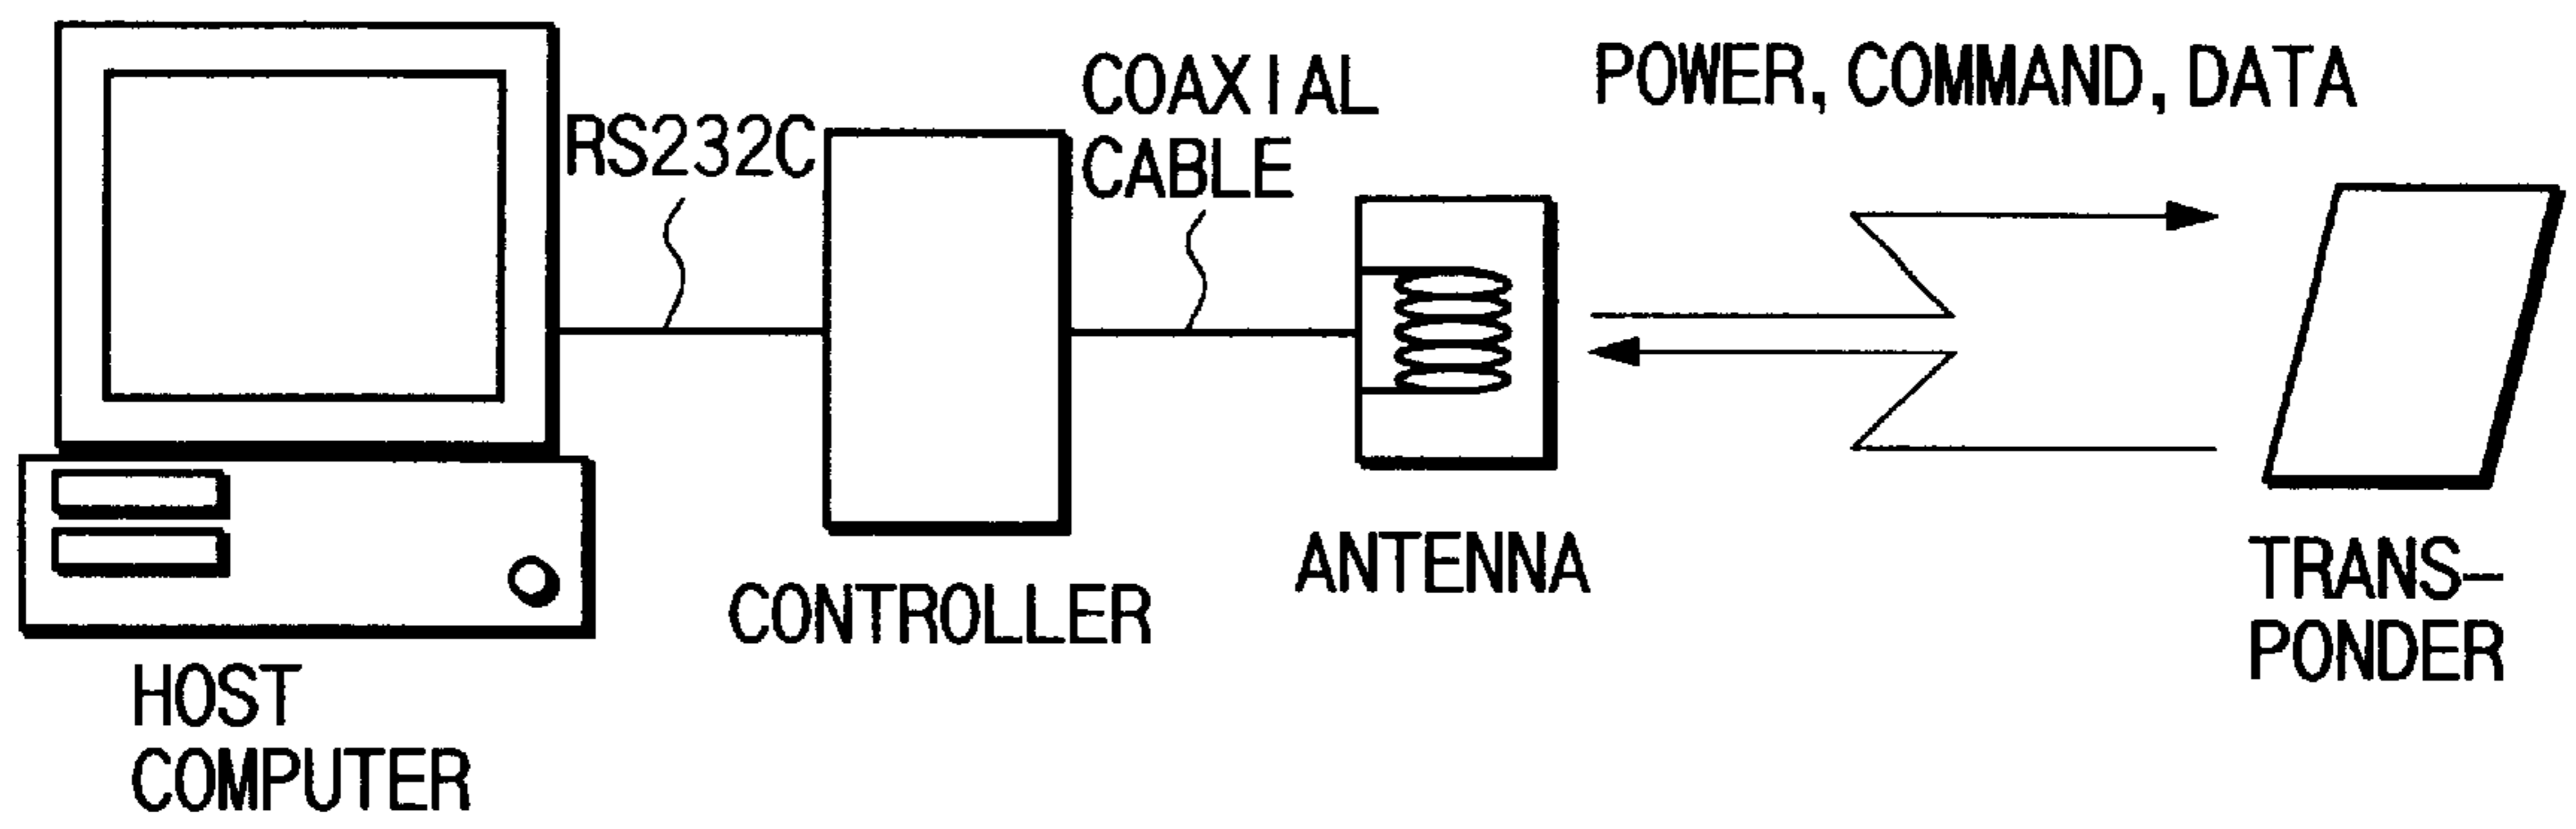 POWER, COMMAND, DATA
COAXIAL
CABLE
RS232C
ANTENNA
TRANS-
PONDER
CONTROLLER
HOST
COMPUTER